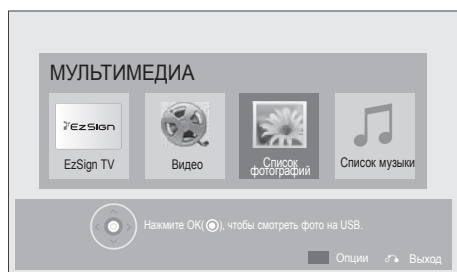 МУЛЬТИМЕДИА
EzSign
EzSign TV
Видео
Список
фотографий
Список музыки
Нажмите OK(◉), чтобы смотреть фото на USB.
Опции
Выход